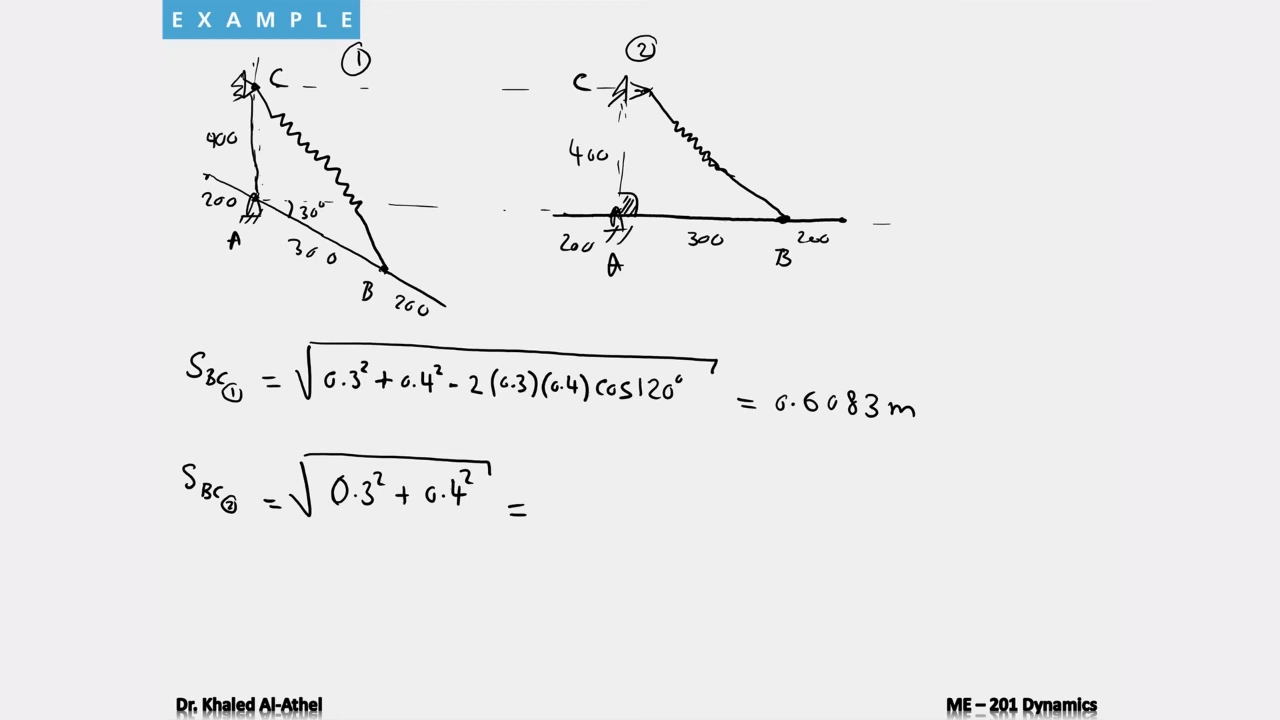 EXAMPLE
① ②
C C
400 400
200 30°
A 300
B 200
200 300 200
A B
S_BC① = √(0.3² + 0.4² - 2(0.3)(0.4) cos120°) = 0.6083 m
S_BC② = √(0.3² + 0.4²) =
Dr. Khaled Al-Athel ME – 201 Dynamics